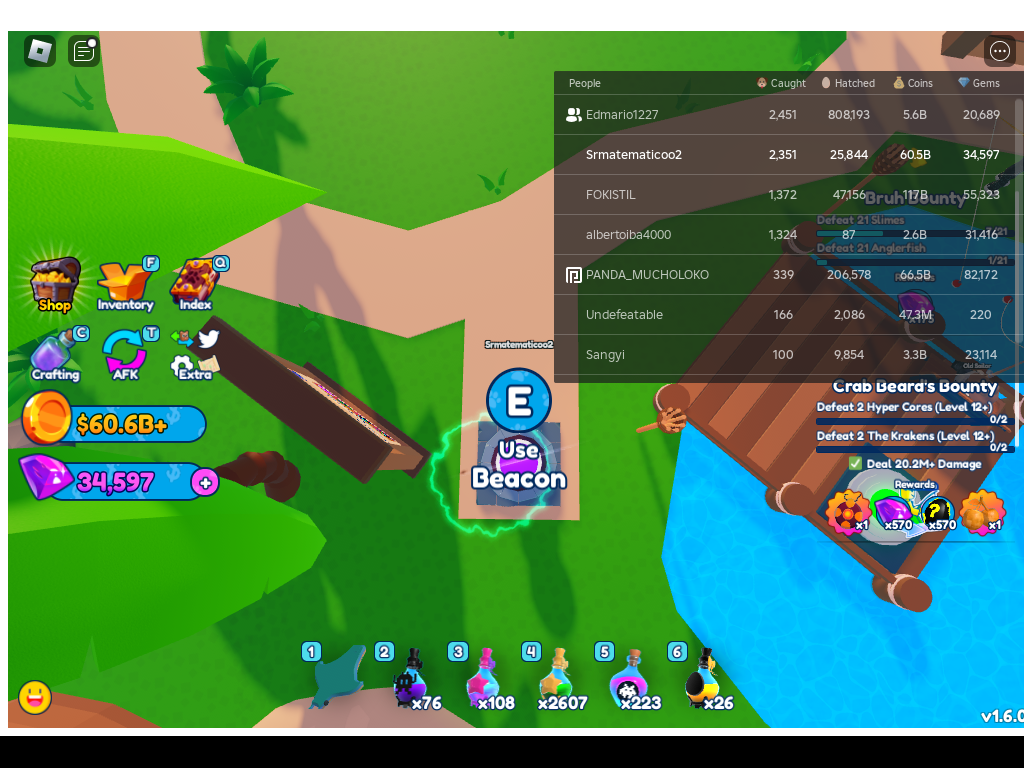 People Caught Hatched Coins Gems
Edmario1227 2,451 808,193 5.6B 20,689
Srmatematicoo2 2,351 25,844 60.5B 34,597
FOKISTIL 1,372 47,156 117B 55,323
Bruh Bounty
Defeat 21 Slimes
albertoiba4000 1,324 87 2.6B 31,416
Defeat 21 Anglerfish
1/21
PANDA_MUCHOLOKO 339 206,578 66.5B 82,172
Undefeatable 166 2,086 47.3M 220
Sangyi 100 9,854 3.3B 23,114
Crab Beard's Bounty
Defeat 2 Hyper Cores (Level 12+)
0/2
Defeat 2 The Krakens (Level 12+)
0/2
Deal 20.2M+ Damage
Rewards
x1 x570 x570 x1
F Q
Shop Inventory Index
C T
Crafting AFK Extra
$60.6B+
34,597 +
Srmatematicoo2
E
Use
Beacon
1 2 3 4 5 6
x76 x108 x2607 x223 x26
v1.6.0